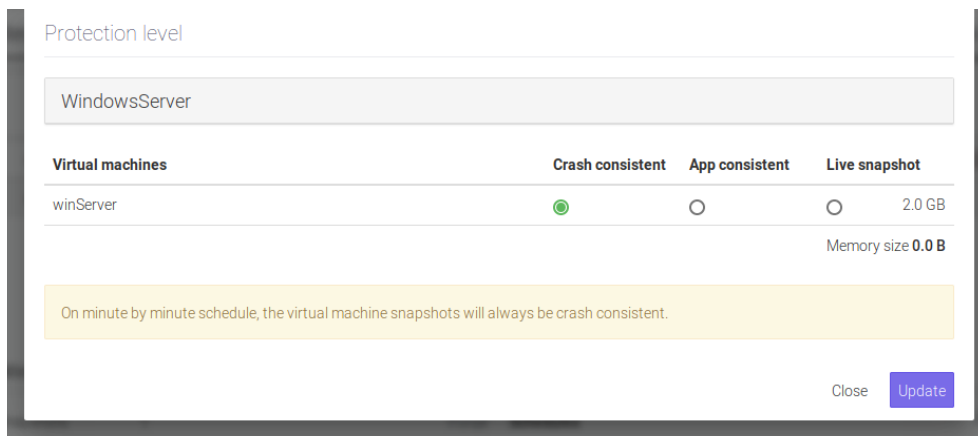 Protection level
WindowsServer
Virtual machines Crash consistent App consistent Live snapshot
winServer 2.0 GB
Memory size 0.0 B
On minute by minute schedule, the virtual machine snapshots will always be crash consistent.
Close Update